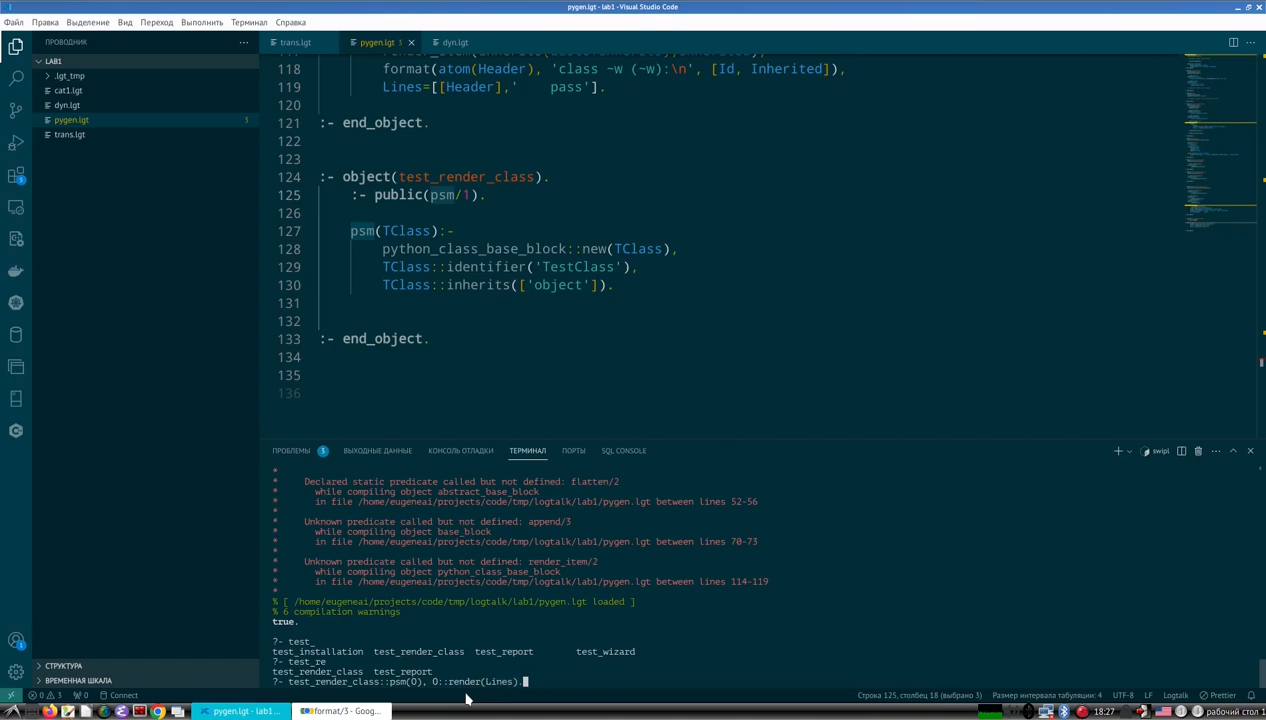 pygen.lgt - lab1 - Visual Studio Code
Файл Правка Выделение Вид Переход Выполнить Терминал Справка
ПРОВОДНИК ···
trans.lgt pygen.lgt 3 × dyn.lgt
LAB1
.lgt_tmp
cat1.lgt
dyn.lgt
pygen.lgt 3
trans.lgt
118 format(atom(Header), 'class ~w (~w):\n', [Id, Inherited]),
119 Lines=[[Header],'    pass'].
120
121 :- end_object.
122
123
124 :- object(test_render_class).
125 :- public(psm/1).
126
127 psm(TClass):-
128 python_class_base_block::new(TClass),
129 TClass::identifier('TestClass'),
130 TClass::inherits(['object']).
131
132
133 :- end_object.
134
135
136
ПРОБЛЕМЫ 3 ВЫХОДНЫЕ ДАННЫЕ КОНСОЛЬ ОТЛАДКИ ТЕРМИНАЛ ПОРТЫ SQL CONSOLE swipl
*
* Declared static predicate called but not defined: flatten/2
* while compiling object abstract_base_block
* in file /home/eugeneai/projects/code/tmp/logtalk/lab1/pygen.lgt between lines 52-56
*
* Unknown predicate called but not defined: append/3
* while compiling object base_block
* in file /home/eugeneai/projects/code/tmp/logtalk/lab1/pygen.lgt between lines 70-73
*
* Unknown predicate called but not defined: render_item/2
* while compiling object python_class_base_block
* in file /home/eugeneai/projects/code/tmp/logtalk/lab1/pygen.lgt between lines 114-119
*
% [ /home/eugeneai/projects/code/tmp/logtalk/lab1/pygen.lgt loaded ]
% 6 compilation warnings
true.
?- test_
test_installation test_render_class test_report test_wizard
?- test_re
test_render_class test_report
?- test_render_class::psm(O), O::render(Lines).
СТРУКТУРА
ВРЕМЕННАЯ ШКАЛА
0 3 0 Connect Строка 125, столбец 18 (выбрано 3) Размер интервала табуляции: 4 UTF-8 LF Logtalk Prettier
pygen.lgt - lab1 ... format/3 - Goog... 18:27 рабочий стол 1